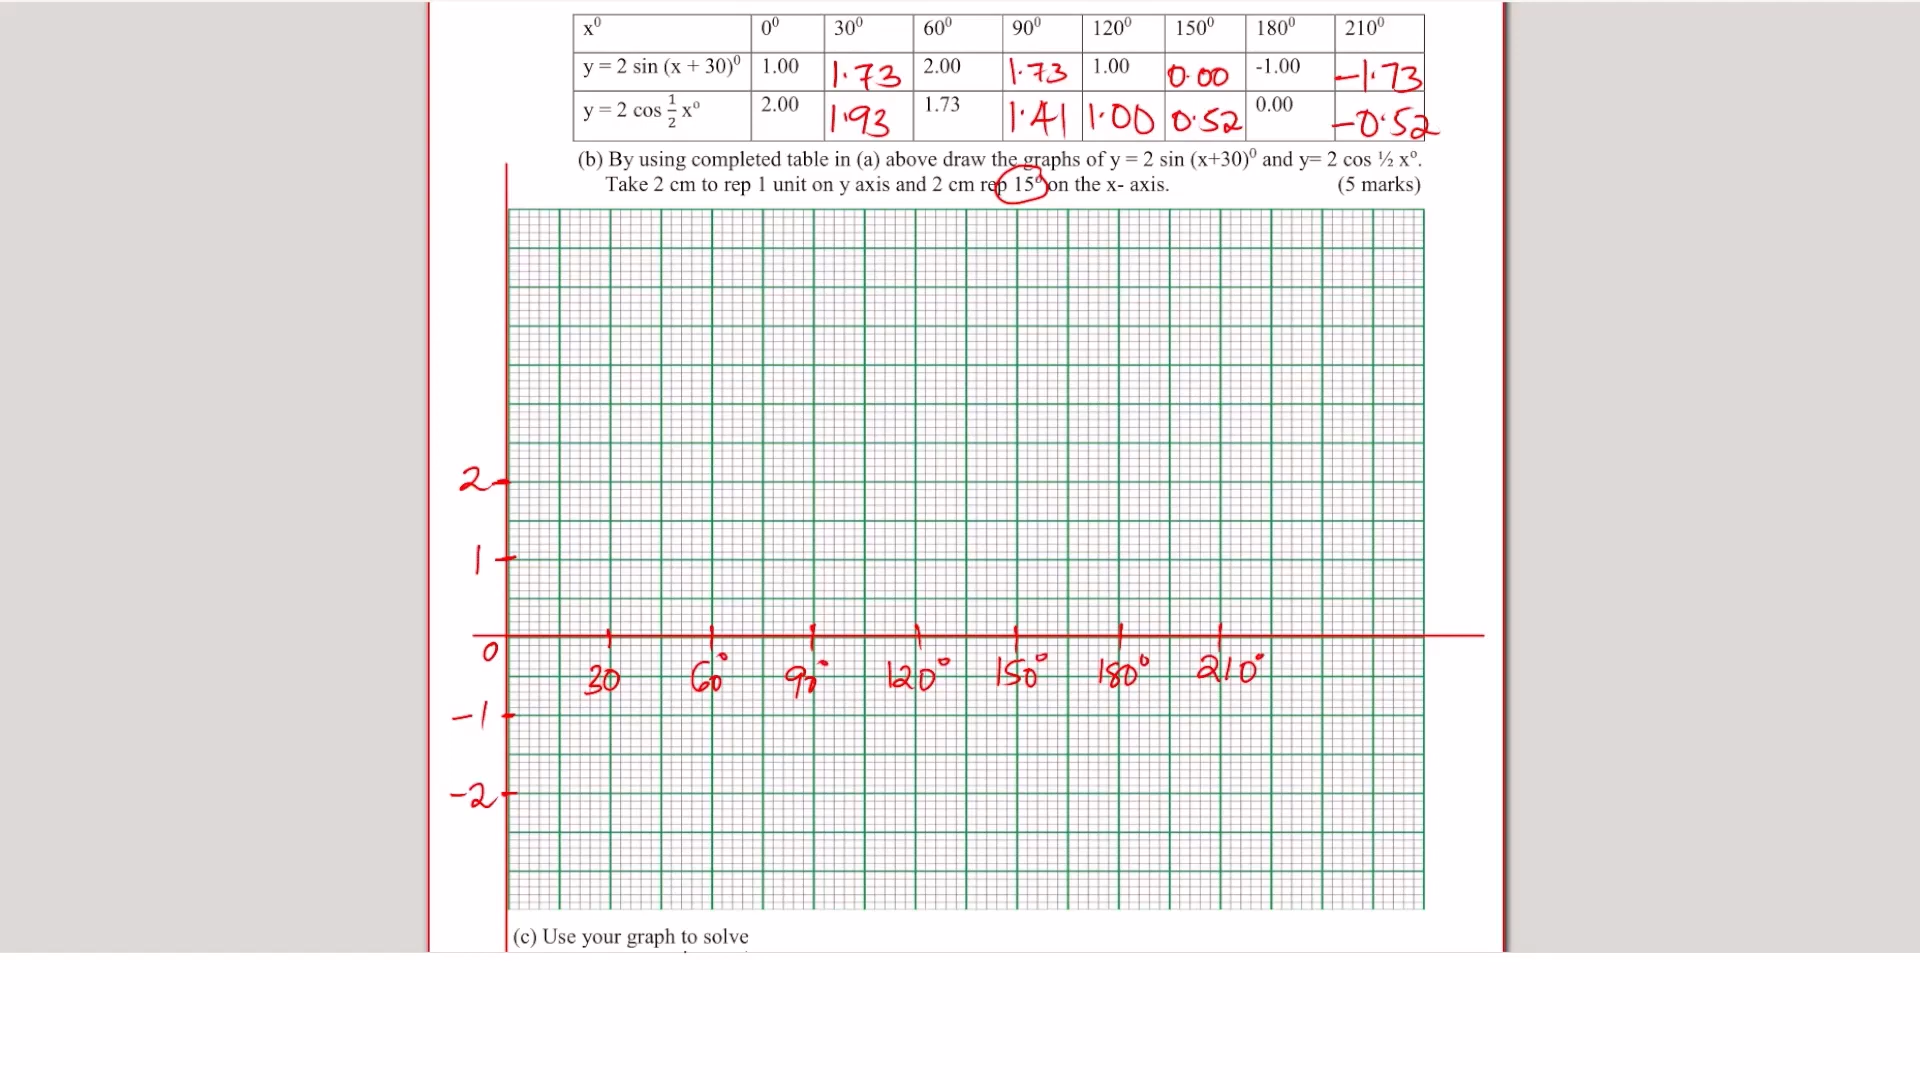 x⁰ 0⁰ 30⁰ 60⁰ 90⁰ 120⁰ 150⁰ 180⁰ 210⁰
y = 2 sin (x + 30)⁰ 1.00 1.73 2.00 1.73 1.00 0.00 -1.00 -1.73
y = 2 cos ½ x⁰ 2.00 1.93 1.73 1.41 1.00 0.52 0.00 -0.52
(b) By using completed table in (a) above draw the graphs of y = 2 sin (x+30)⁰ and y= 2 cos ½ x⁰.
Take 2 cm to rep 1 unit on y axis and 2 cm rep 15⁰ on the x- axis. (5 marks)
2
1
0
30 60° 90° 120° 150° 180° 210°
-1
-2
(c) Use your graph to solve